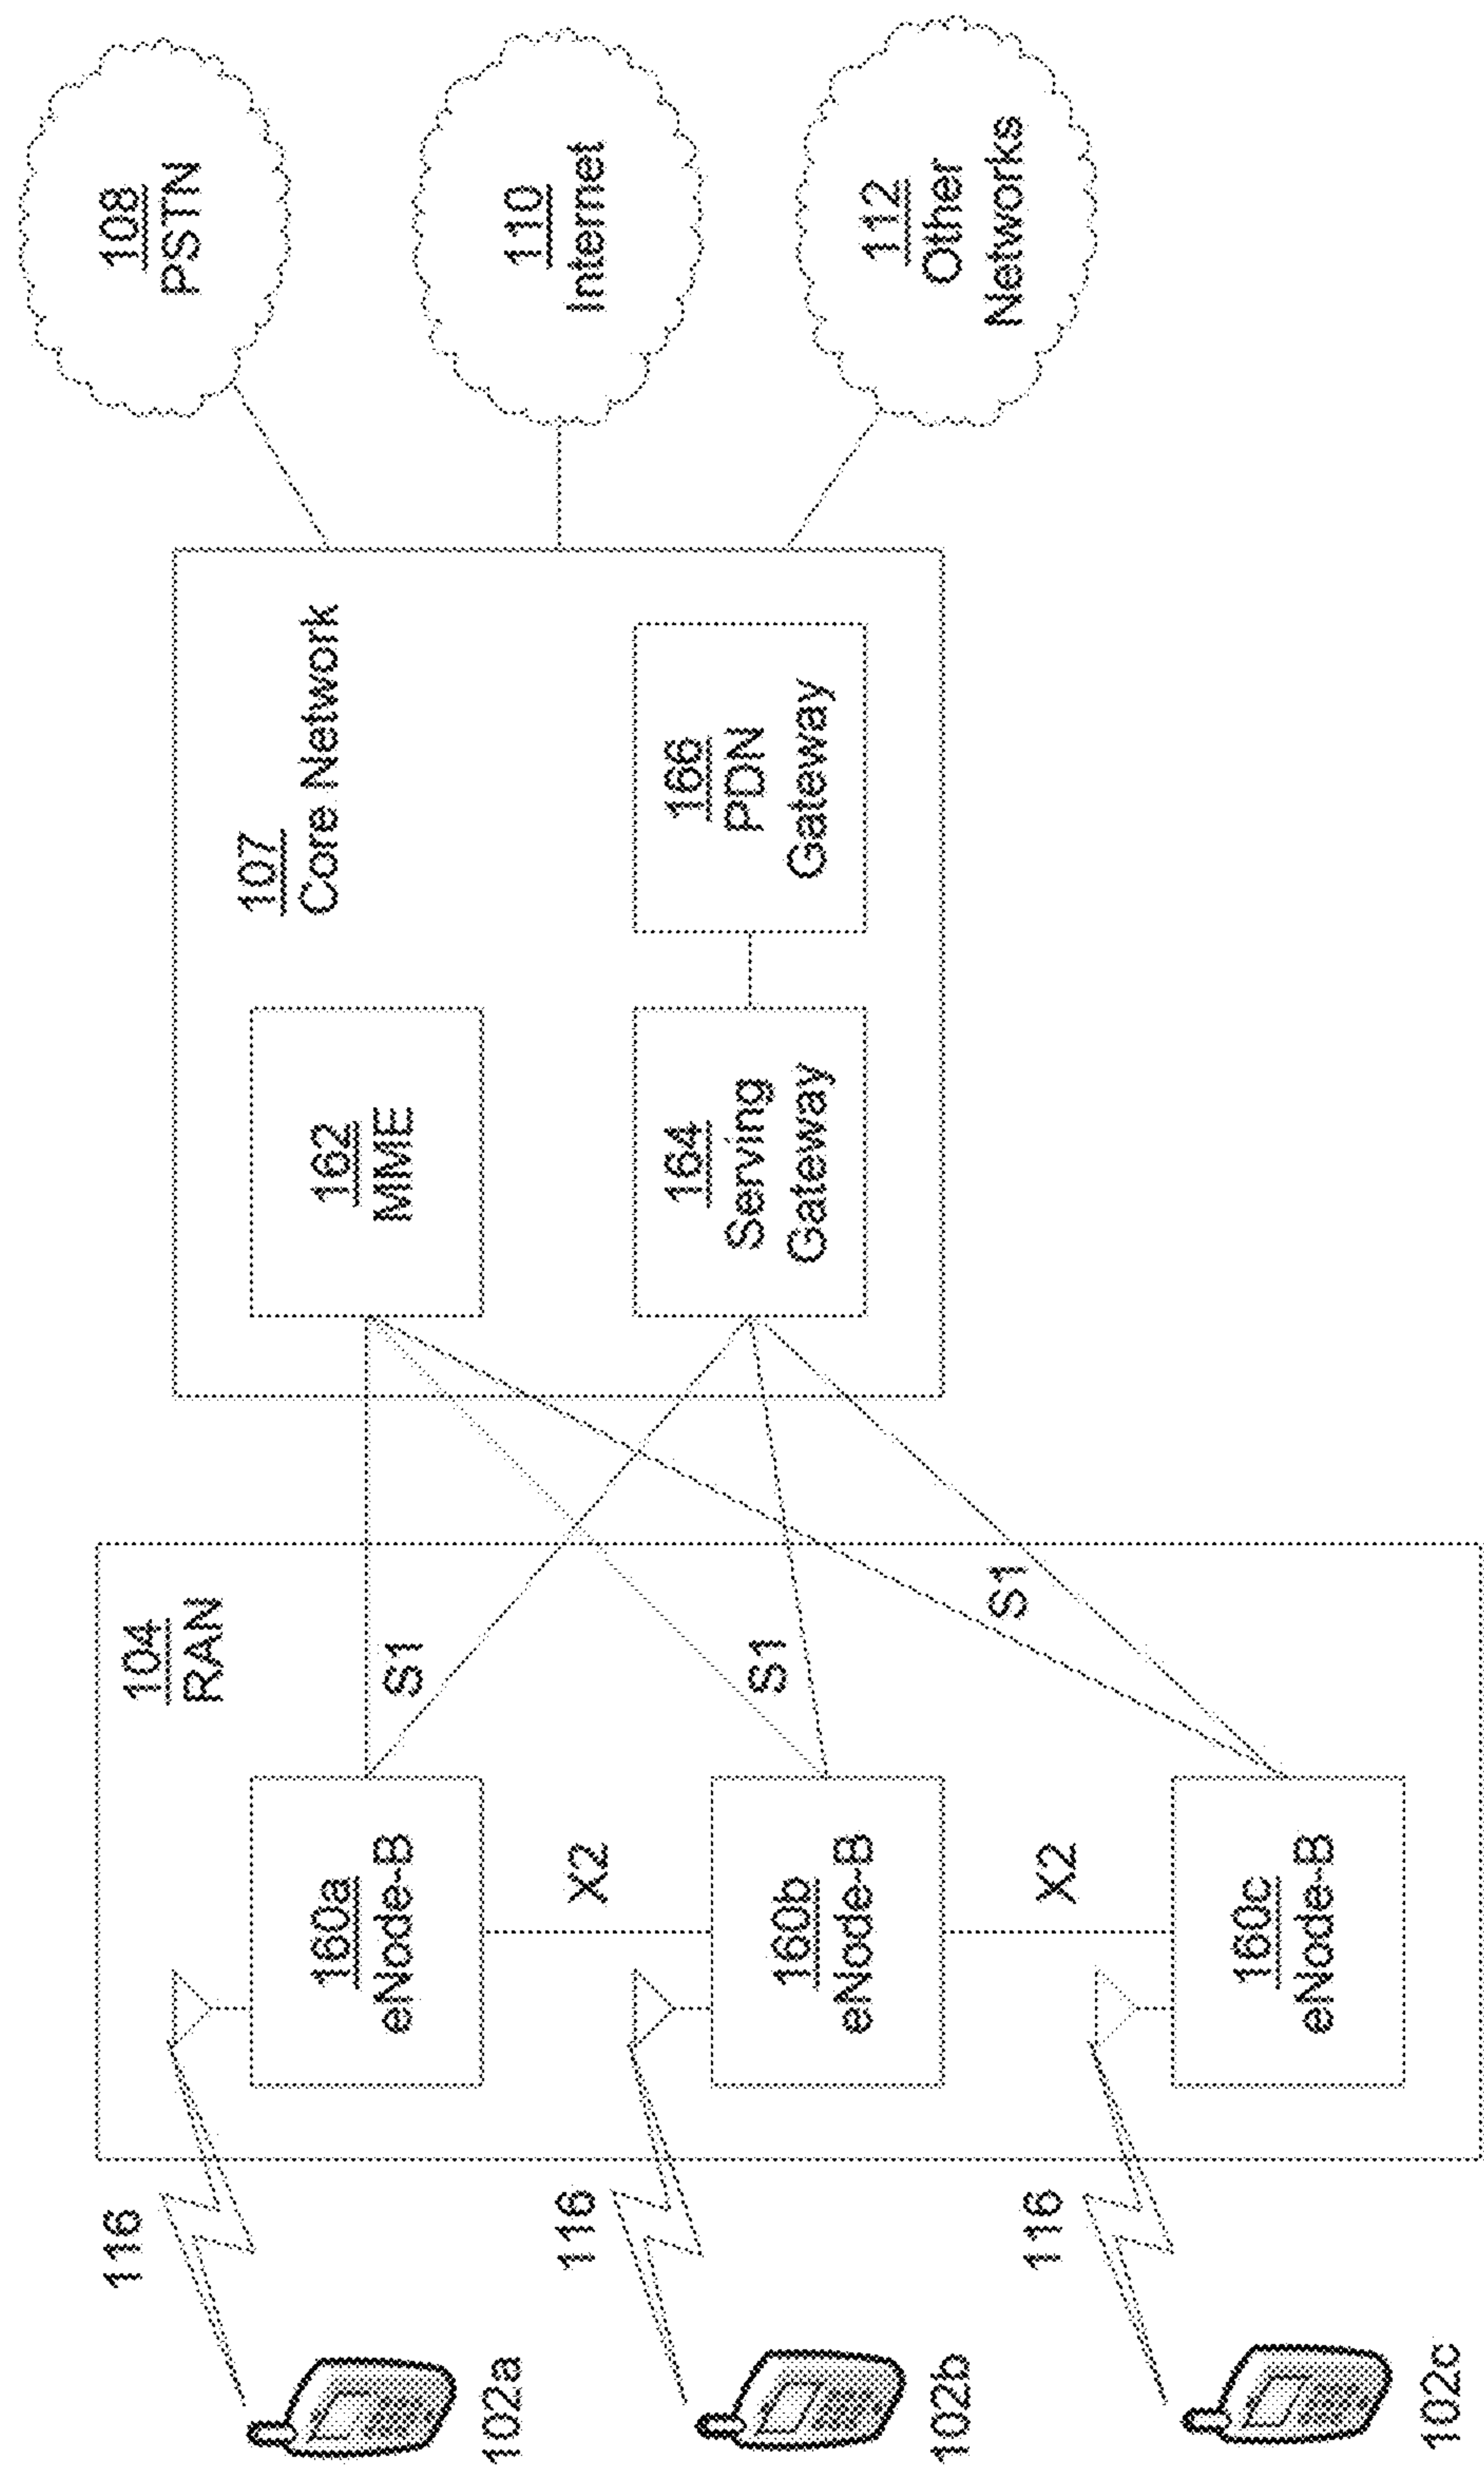 116
102a
116
102b
116
102c
104
RAN
160a
eNode-B
X2
160b
eNode-B
X2
160c
eNode-B
S1
S1
S1
107
Core Network
162
MME
164
Serving
Gateway
166
PDN
Gateway
108
PSTN
110
Internet
112
Other
Networks